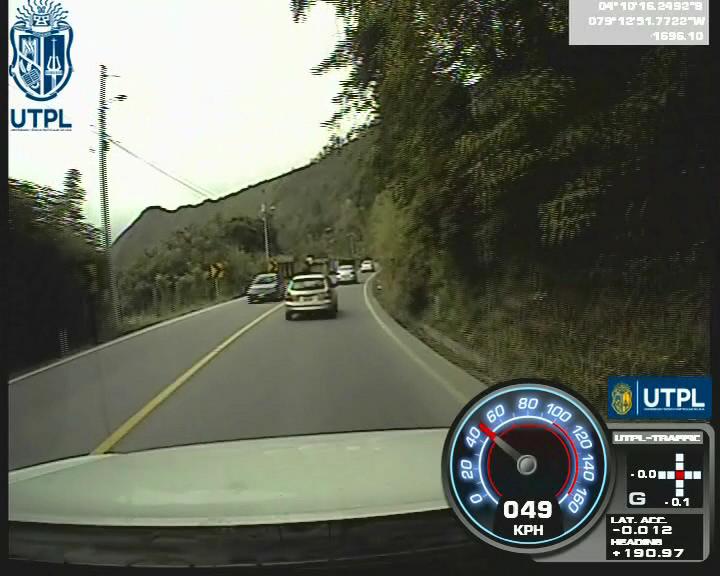 04°10'16.2492"S
079°12'51.7722"W
1696.10
UTPL
UTPL
UTPL-TRAFFIC
0 20 40 60 80 100 120 140 160
049
KPH
-0.0
G
-0.1
LAT. ACC.
-0.012
HEADING
+190.97